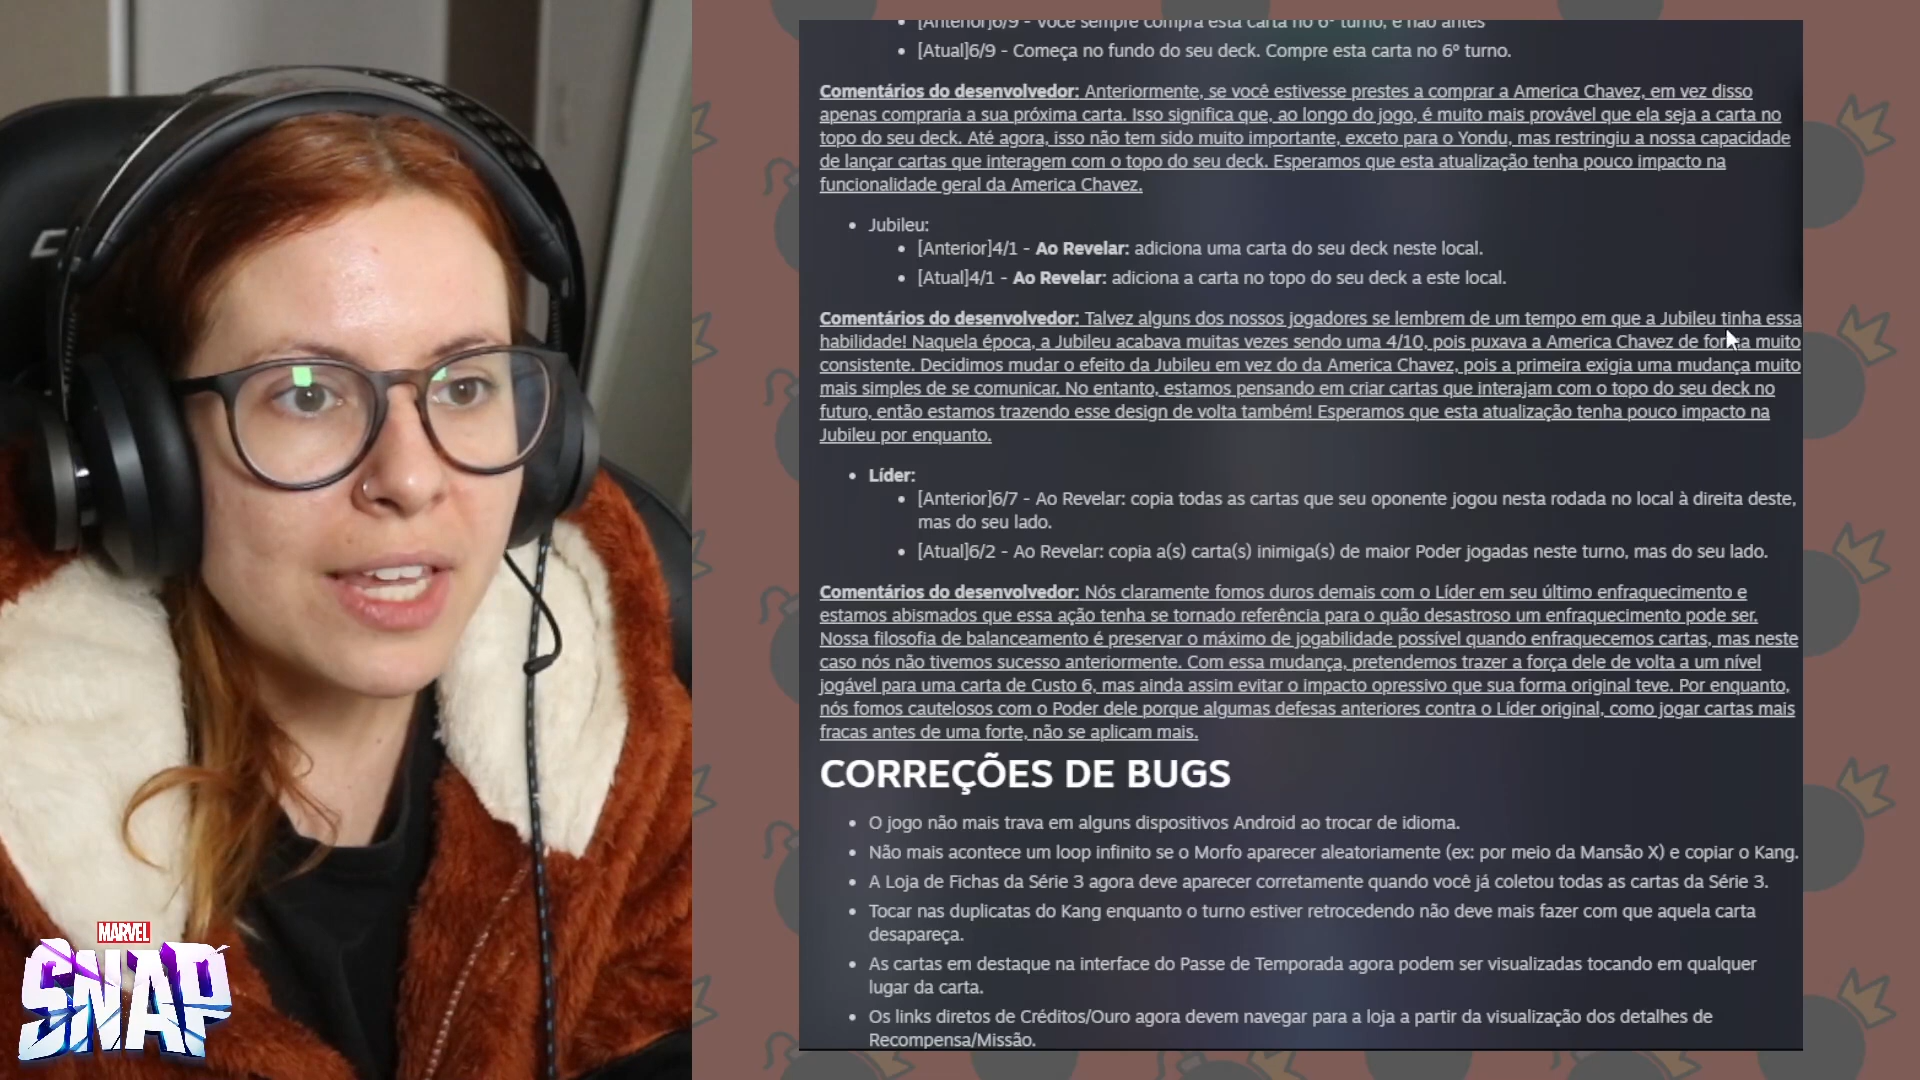 [Anterior]6/9 - Você sempre compra esta carta no 6º turno, e não antes
[Atual]6/9 - Começa no fundo do seu deck. Compre esta carta no 6º turno.
Comentários do desenvolvedor: Anteriormente, se você estivesse prestes a comprar a America Chavez, em vez disso
apenas compraria a sua próxima carta. Isso significa que, ao longo do jogo, é muito mais provável que ela seja a carta no
topo do seu deck. Até agora, isso não tem sido muito importante, exceto para o Yondu, mas restringiu a nossa capacidade
de lançar cartas que interagem com o topo do seu deck. Esperamos que esta atualização tenha pouco impacto na
funcionalidade geral da America Chavez.
Jubileu:
[Anterior]4/1 - Ao Revelar: adiciona uma carta do seu deck neste local.
[Atual]4/1 - Ao Revelar: adiciona a carta no topo do seu deck a este local.
Comentários do desenvolvedor: Talvez alguns dos nossos jogadores se lembrem de um tempo em que a Jubileu tinha essa
habilidade! Naquela época, a Jubileu acabava muitas vezes sendo uma 4/10, pois puxava a America Chavez de forma muito
consistente. Decidimos mudar o efeito da Jubileu em vez do da America Chavez, pois a primeira exigia uma mudança muito
mais simples de se comunicar. No entanto, estamos pensando em criar cartas que interajam com o topo do seu deck no
futuro, então estamos trazendo esse design de volta também! Esperamos que esta atualização tenha pouco impacto na
Jubileu por enquanto.
Líder:
[Anterior]6/7 - Ao Revelar: copia todas as cartas que seu oponente jogou nesta rodada no local à direita deste,
mas do seu lado.
[Atual]6/2 - Ao Revelar: copia a(s) carta(s) inimiga(s) de maior Poder jogadas neste turno, mas do seu lado.
Comentários do desenvolvedor: Nós claramente fomos duros demais com o Líder em seu último enfraquecimento e
estamos abismados que essa ação tenha se tornado referência para o quão desastroso um enfraquecimento pode ser.
Nossa filosofia de balanceamento é preservar o máximo de jogabilidade possível quando enfraquecemos cartas, mas neste
caso nós não tivemos sucesso anteriormente. Com essa mudança, pretendemos trazer a força dele de volta a um nível
jogável para uma carta de Custo 6, mas ainda assim evitar o impacto opressivo que sua forma original teve. Por enquanto,
nós fomos cautelosos com o Poder dele porque algumas defesas anteriores contra o Líder original, como jogar cartas mais
fracas antes de uma forte, não se aplicam mais.
CORREÇÕES DE BUGS
O jogo não mais trava em alguns dispositivos Android ao trocar de idioma.
Não mais acontece um loop infinito se o Morfo aparecer aleatoriamente (ex: por meio da Mansão X) e copiar o Kang.
A Loja de Fichas da Série 3 agora deve aparecer corretamente quando você já coletou todas as cartas da Série 3.
Tocar nas duplicatas do Kang enquanto o turno estiver retrocedendo não deve mais fazer com que aquela carta
desapareça.
As cartas em destaque na interface do Passe de Temporada agora podem ser visualizadas tocando em qualquer
lugar da carta.
Os links diretos de Créditos/Ouro agora devem navegar para a loja a partir da visualização dos detalhes de
Recompensa/Missão.
MARVEL
SNAP